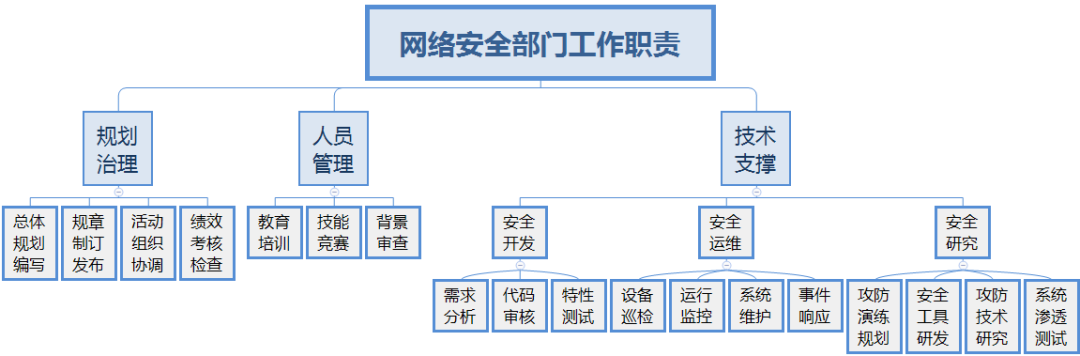 网络安全部门工作职责
规划
治理
人员
管理
技术
支撑
总体
规划
编写
规章
制订
发布
活动
组织
协调
绩效
考核
检查
教育
培训
技能
竞赛
背景
审查
安全
开发
安全
运维
安全
研究
需求
分析
代码
审核
特性
测试
设备
巡检
运行
监控
系统
维护
事件
响应
攻防
演练
规划
安全
工具
研发
攻防
技术
研究
系统
渗透
测试